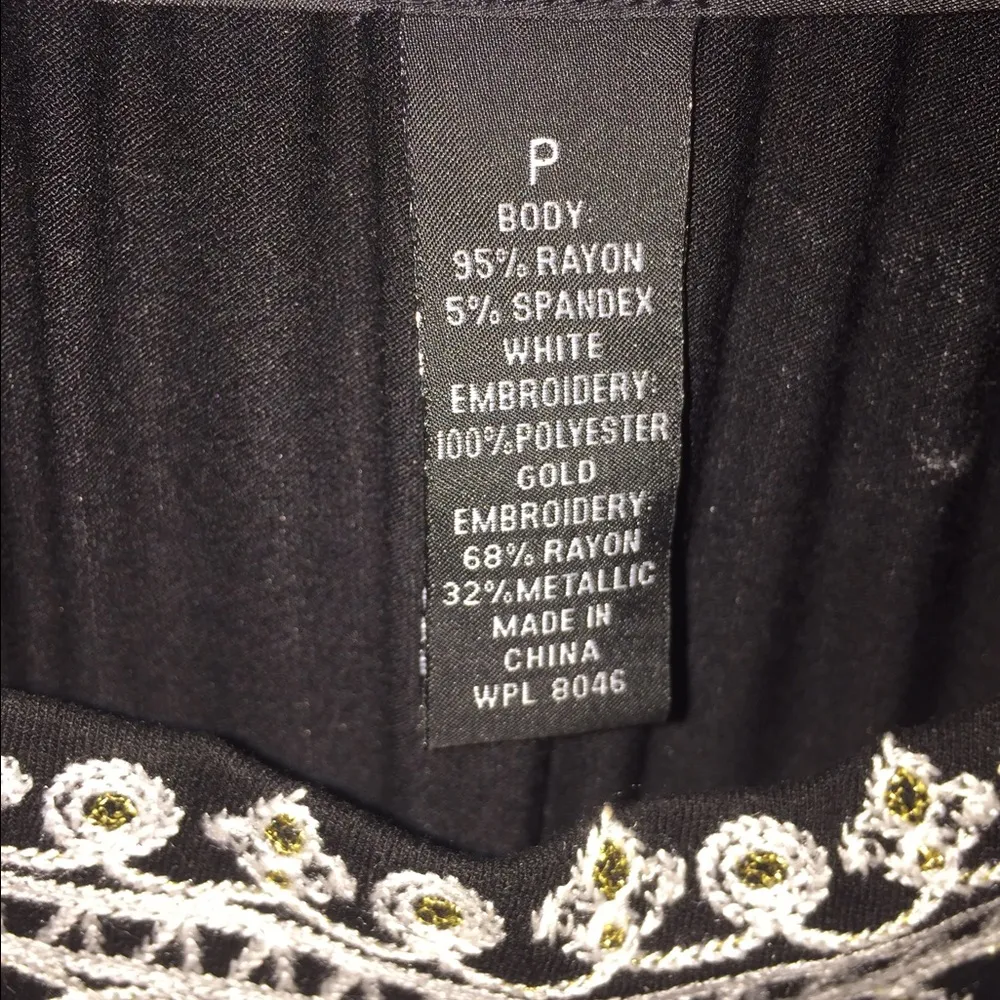 P
BODY:
95% RAYON
5% SPANDEX
WHITE
EMBROIDERY:
100% POLYESTER
GOLD
EMBROIDERY:
68% RAYON
32% METALLIC
MADE IN
CHINA
WPL 8046